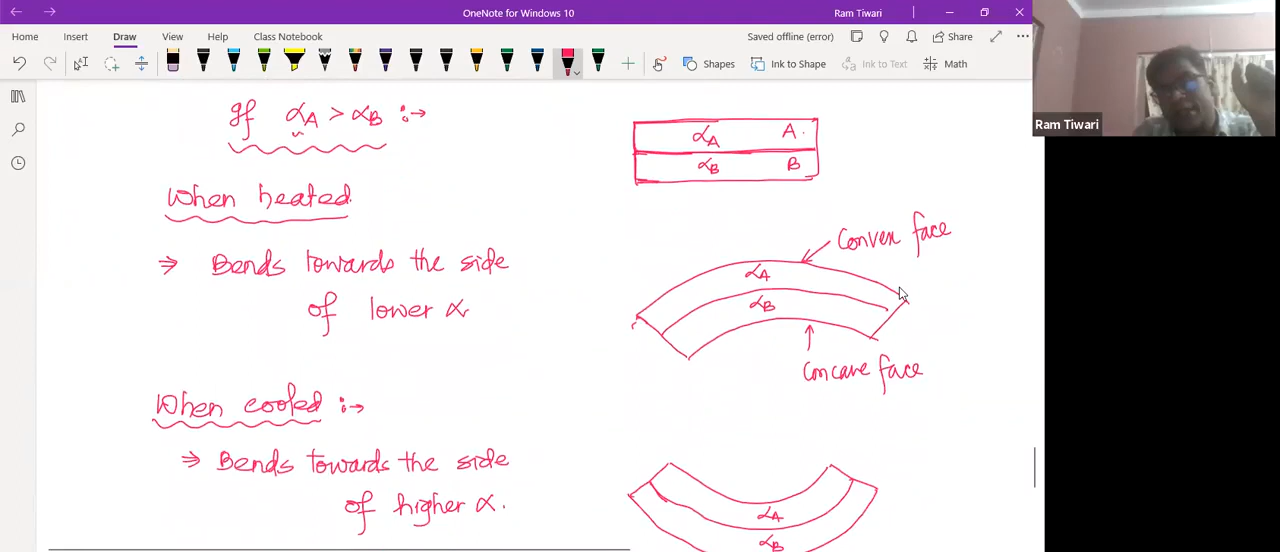 OneNote for Windows 10
Ram Tiwari
Home Insert Draw View Help Class Notebook
Saved offline (error)
Share
Shapes
Ink to Shape
Ink to Text
Math
Ram Tiwari
If αA > αB :→
αA A
αB B
When heated
⇒ Bends towards the side
of lower α
Convex face
αA
αB
Concave face
When cooled :→
⇒ Bends towards the side
of higher α.
αA
αB